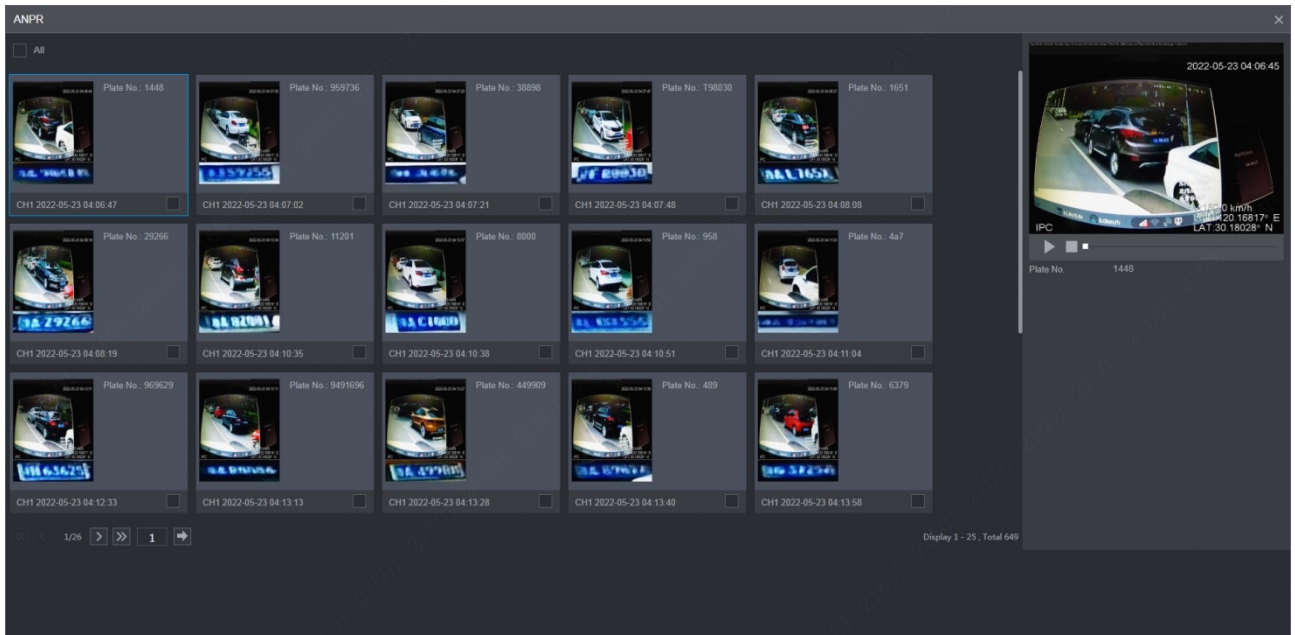 ANPR
All
Plate No.: 1448
CH1 2022-05-23 04:06:47
Plate No.: 959736
CH1 2022-05-23 04:07:02
Plate No.: 38898
CH1 2022-05-23 04:07:21
Plate No.: T98030
CH1 2022-05-23 04:07:48
Plate No.: 1651
CH1 2022-05-23 04:08:08
Plate No.: 29266
CH1 2022-05-23 04:08:19
Plate No.: 11201
CH1 2022-05-23 04:10:35
Plate No.: 8000
CH1 2022-05-23 04:10:38
Plate No.: 958
CH1 2022-05-23 04:10:51
Plate No.: 4a7
CH1 2022-05-23 04:11:04
Plate No.: 969629
CH1 2022-05-23 04:12:33
Plate No.: 9491696
CH1 2022-05-23 04:13:13
Plate No.: 449909
CH1 2022-05-23 04:13:28
Plate No.: 489
CH1 2022-05-23 04:13:40
Plate No.: 6379
CH1 2022-05-23 04:13:58
1/26
1
Display 1 - 25 , Total 649
2022-05-23 04:06:45
km/h
120.16817° E
IPC
LAT:30.18028° N
Plate No. 1448